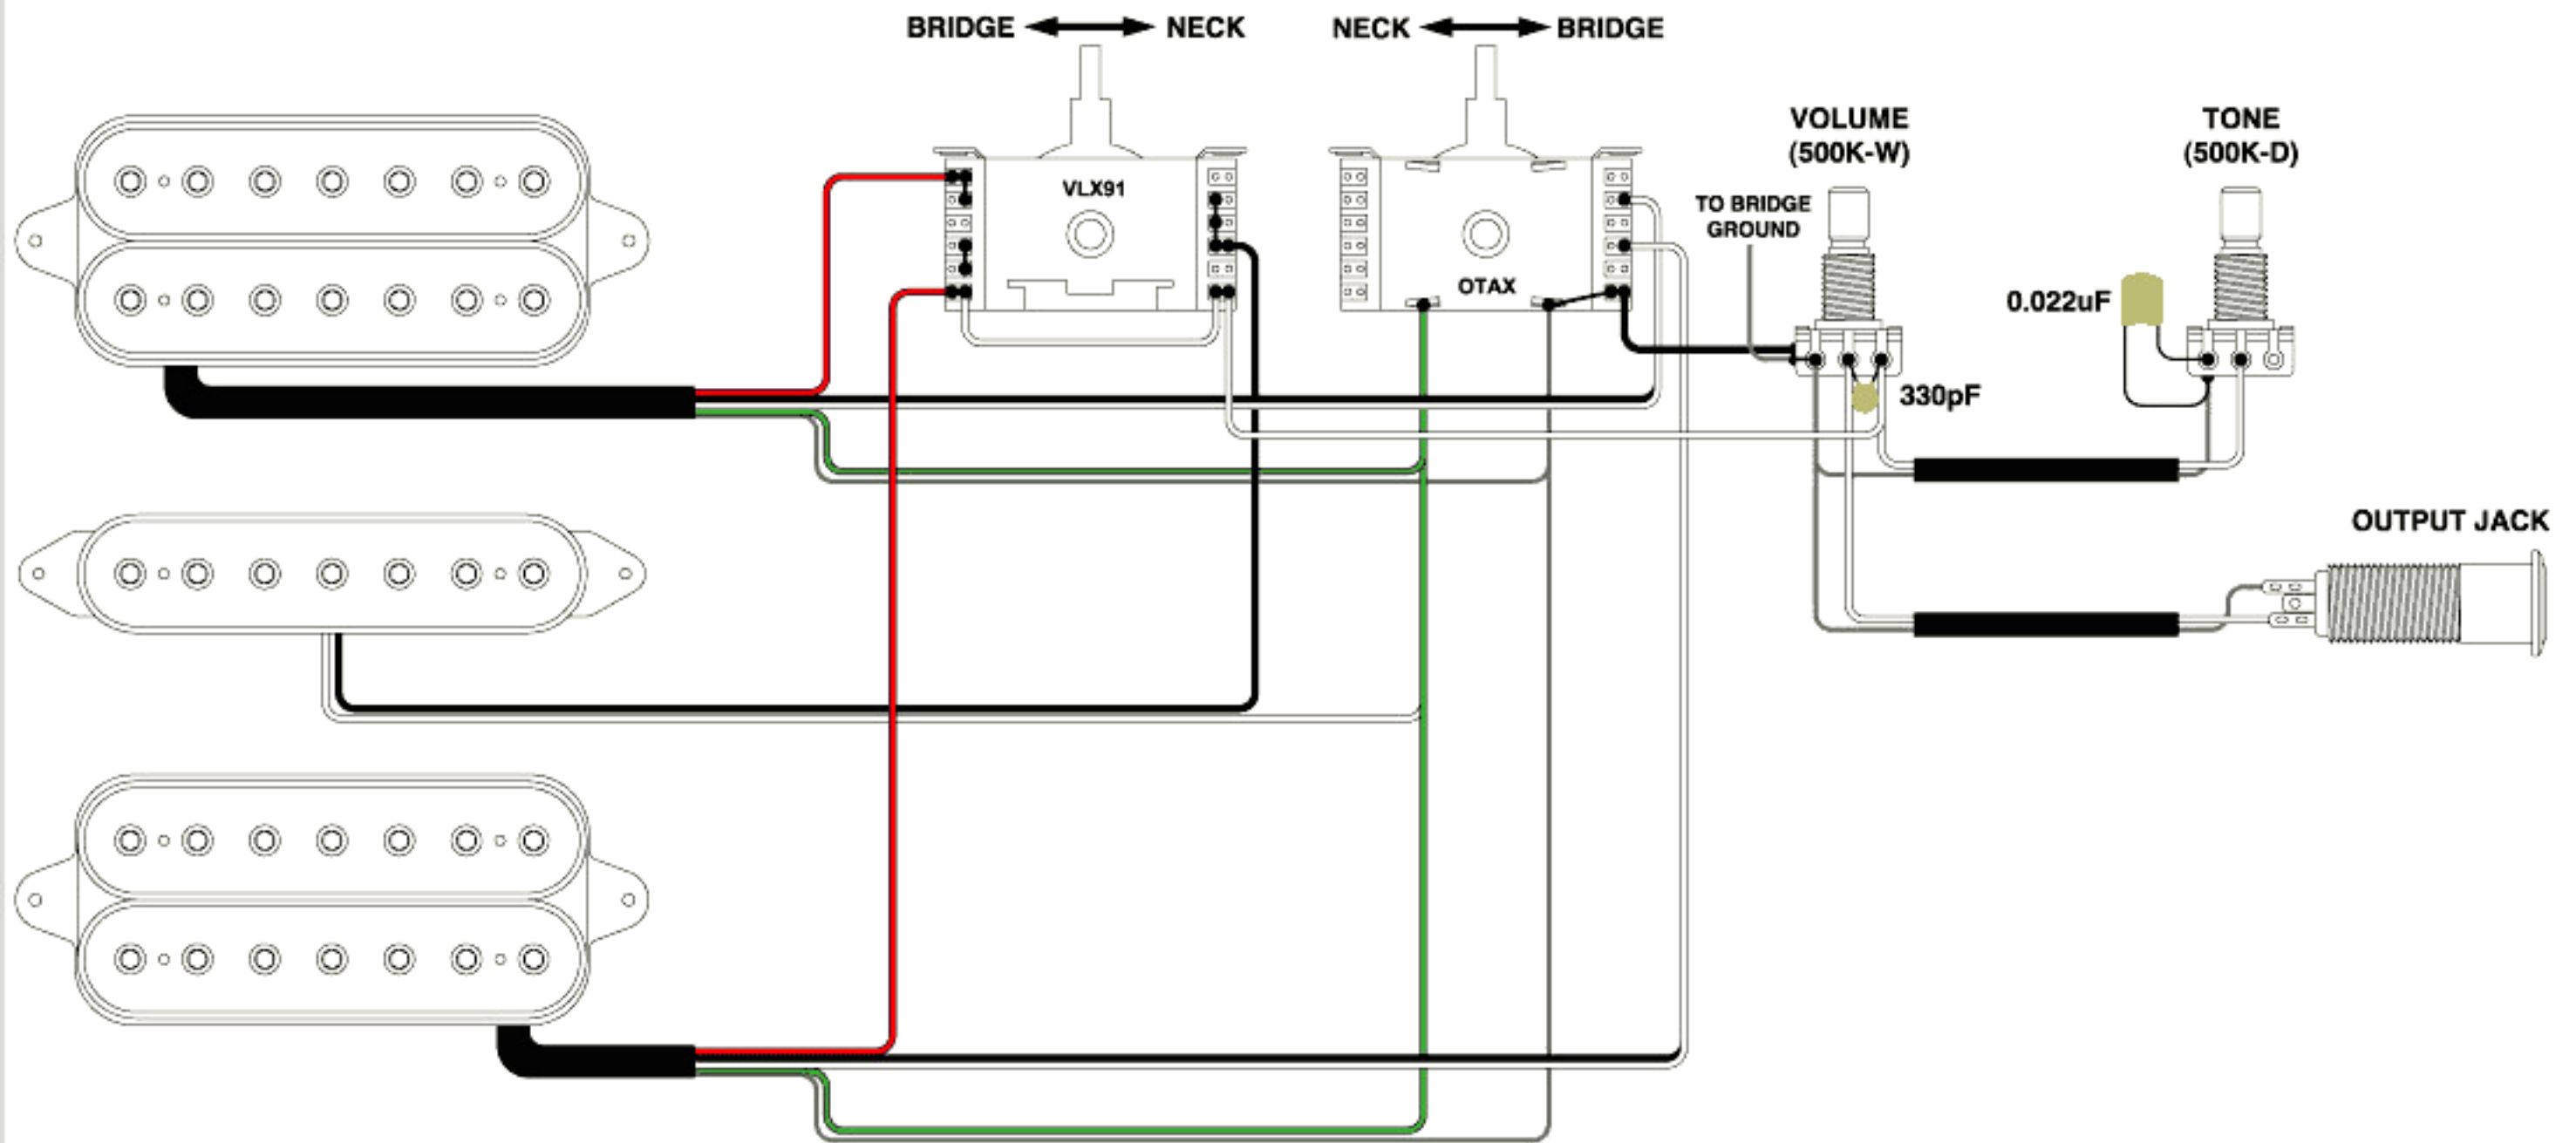 BRIDGE NECK
NECK BRIDGE
VLX91
OTAX
TO BRIDGE
GROUND
VOLUME
(500K-W)
330pF
TONE
(500K-D)
0.022uF
OUTPUT JACK